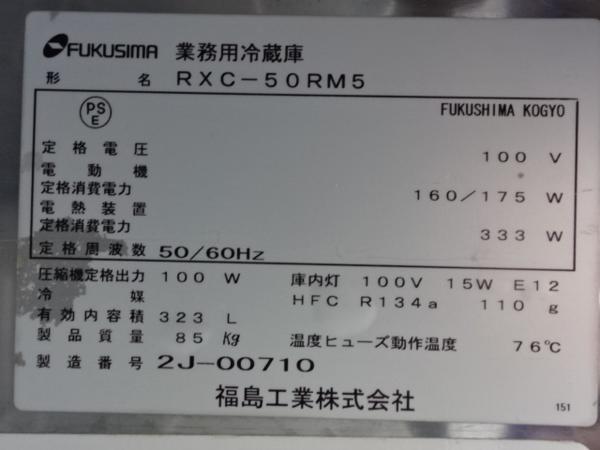 FUKUSIMA 業務用冷蔵庫
形 名 RXC-50RM5
PS E FUKUSHIMA KOGYO
定格電圧 100 V
電動機
定格消費電力 160/175 W
電熱装置
定格消費電力 333 W
定格周波数 50/60Hz
圧縮機定格出力 100 W 庫内灯 100V 15W E12
冷 媒 HFC R134a 110 g
有効内容積 323 L
製品質量 85 Kg 温度ヒューズ動作温度 76℃
製造番号 2J-00710
福島工業株式会社
151